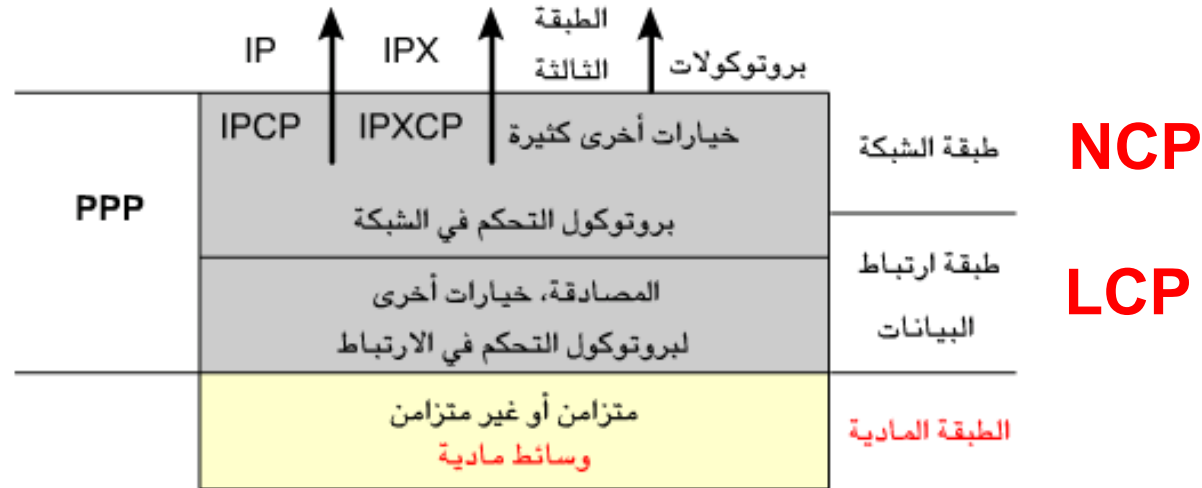 IP
IPX
الطبقة
الثالثة
بروتوكولات
IPCP
IPXCP
خيارات أخرى كثيرة
طبقة الشبكة
NCP
PPP
بروتوكول التحكم في الشبكة
المصادقة، خيارات أخرى
لبروتوكول التحكم في الارتباط
طبقة ارتباط
البيانات
LCP
متزامن أو غير متزامن
وسائط مادية
الطبقة المادية